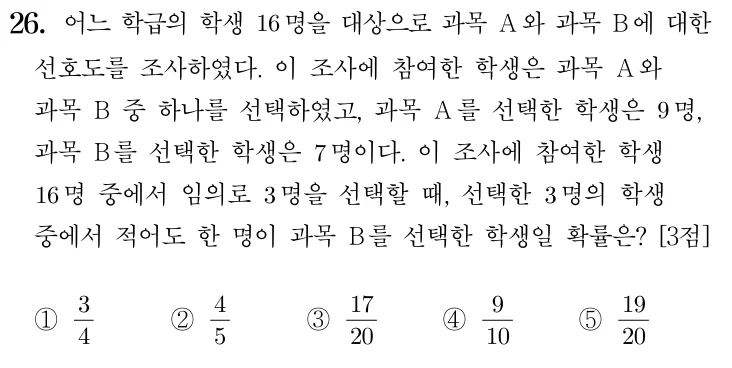 26. 어느 학급의 학생 16명을 대상으로 과목 A와 과목 B에 대한
선호도를 조사하였다. 이 조사에 참여한 학생은 과목 A와
과목 B 중 하나를 선택하였고, 과목 A를 선택한 학생은 9명,
과목 B를 선택한 학생은 7명이다. 이 조사에 참여한 학생
16명 중에서 임의로 3명을 선택할 때, 선택한 3명의 학생
중에서 적어도 한 명이 과목 B를 선택한 학생일 확률은? [3점]
① 3/4 ② 4/5 ③ 17/20 ④ 9/10 ⑤ 19/20